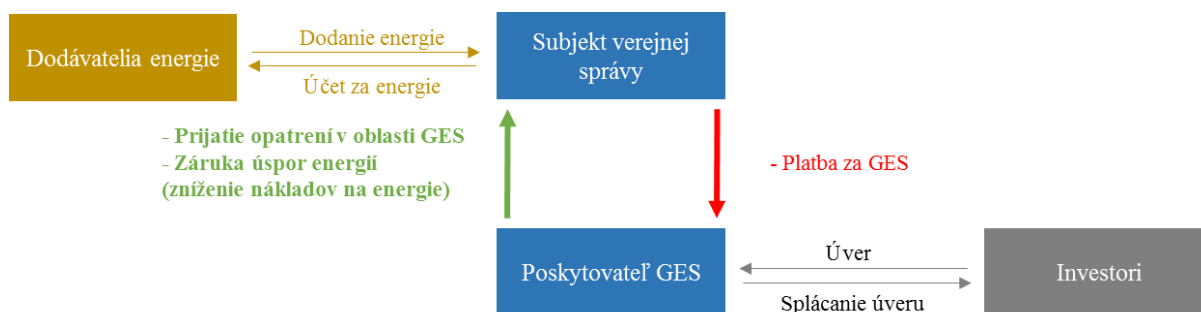 Dodávatelia energie
Dodanie energie
Účet za energie
Subjekt verejnej
správy
- Prijatie opatrení v oblasti GES
- Záruka úspor energií
(zníženie nákladov na energie)
- Platba za GES
Poskytovateľ GES
Úver
Splácanie úveru
Investori